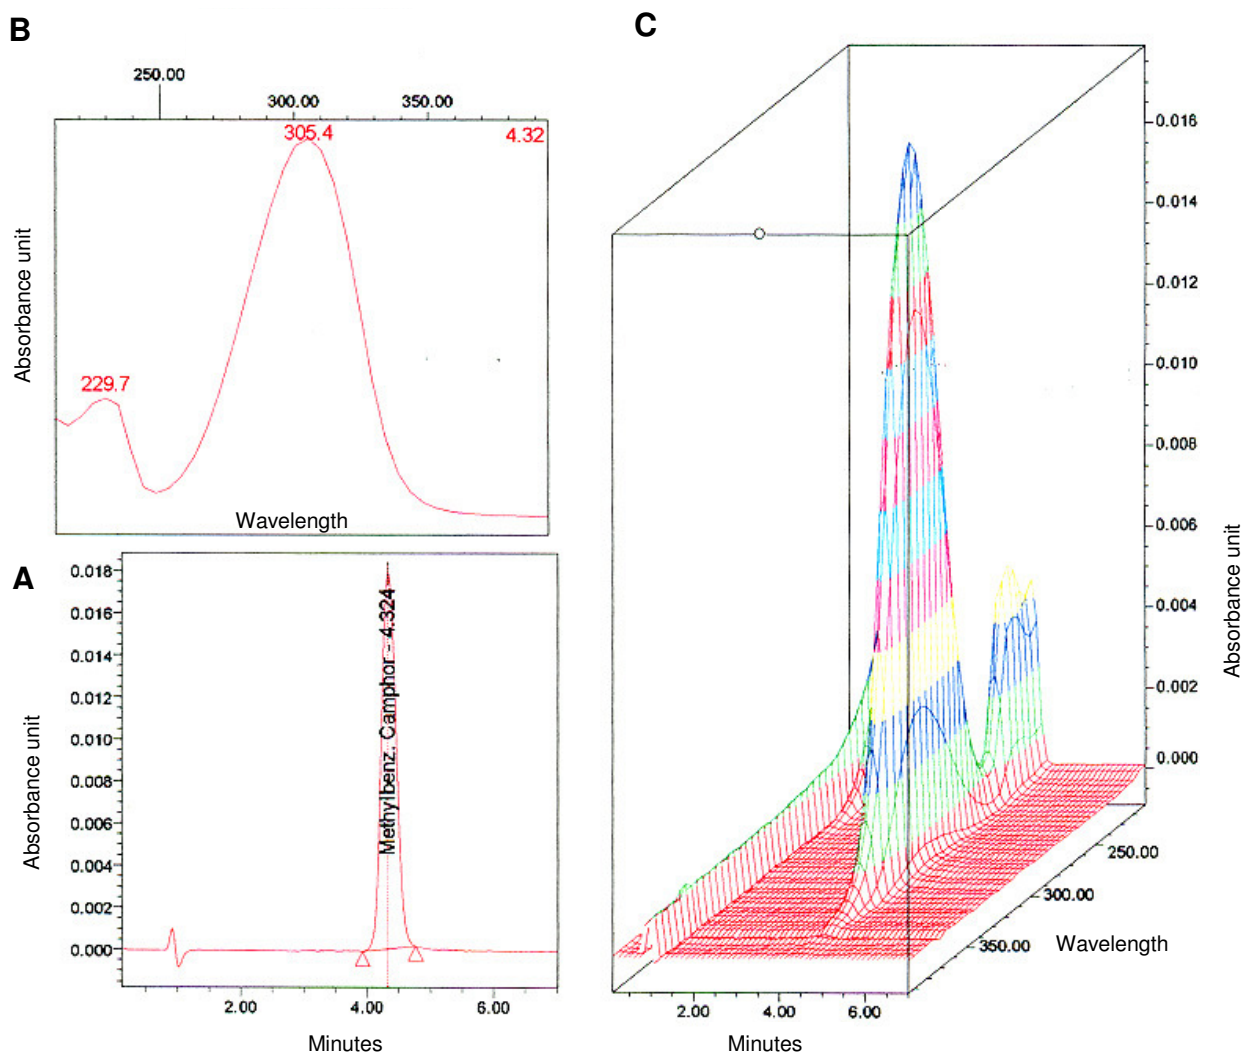 B
250.00
300.00 350.00
305.4
4.32
229.7
Absorbance unit
Wavelength
A
0.018
0.016
0.014
0.012
0.010
0.008
0.006
0.004
0.002
0.000
Absorbance unit
Methylbenz. Camphor - 4.324
2.00 4.00 6.00
Minutes
C
0.016
0.014
0.012
0.010
0.008
0.006
0.004
0.002
0.000
Absorbance unit
250.00
300.00
350.00
Wavelength
2.00 4.00 6.00
Minutes